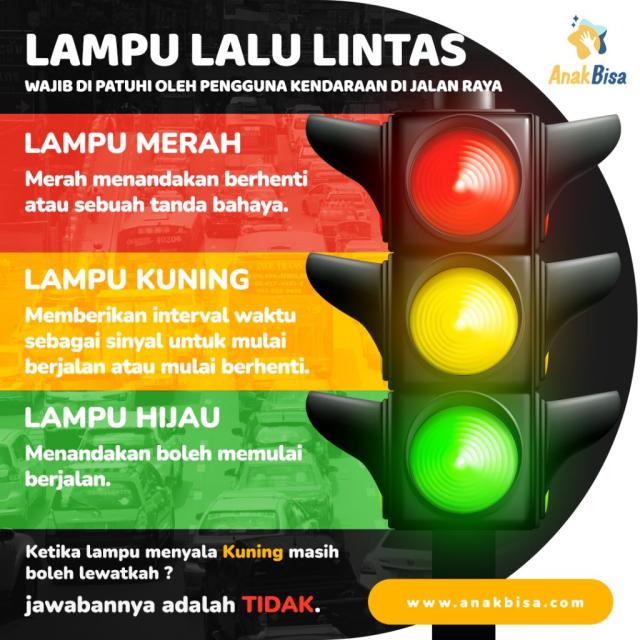 LAMPU LALU LINTAS
WAJIB DI PATUHI OLEH PENGGUNA KENDARAAN DI JALAN RAYA
AnakBisa
LAMPU MERAH
Merah menandakan berhenti
atau sebuah tanda bahaya.
LAMPU KUNING
Memberikan interval waktu
sebagai sinyal untuk mulai
berjalan atau mulai berhenti.
LAMPU HIJAU
Menandakan boleh memulai
berjalan.
Ketika lampu menyala Kuning masih
boleh lewatkah ?
jawabannya adalah TIDAK.
www.anakbisa.com